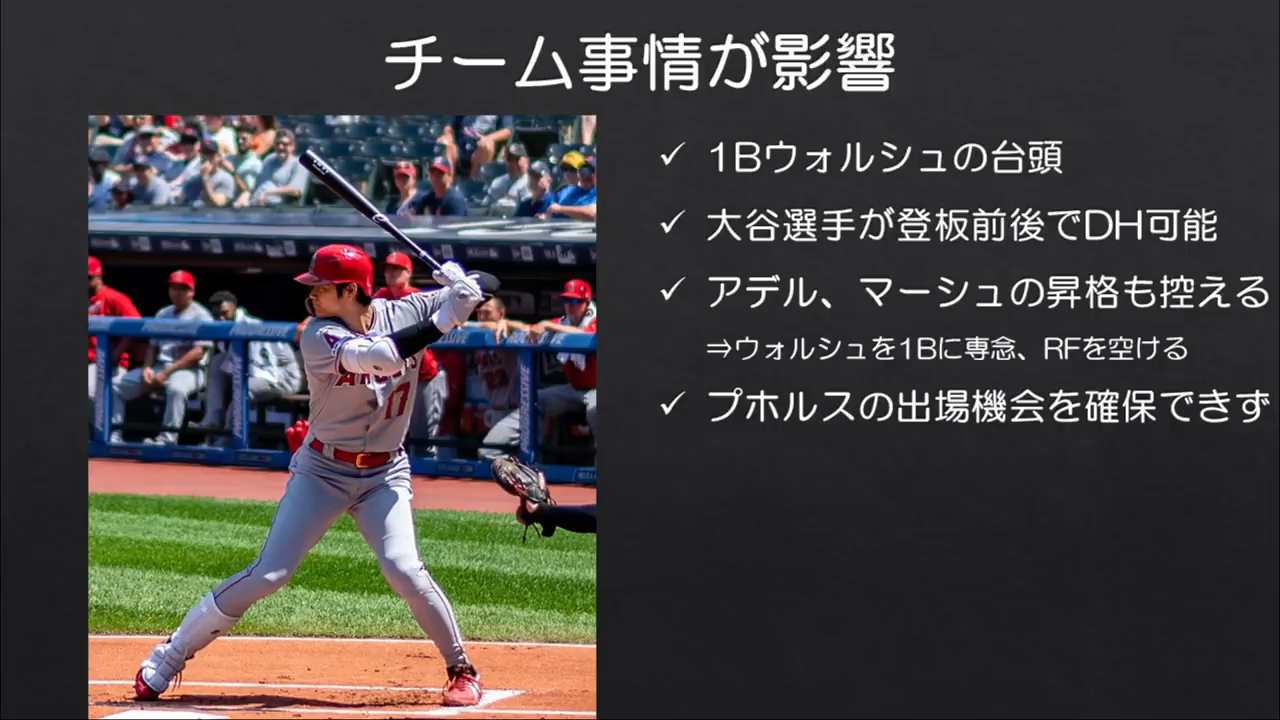 チーム事情が影響
✓ 1Bウォルシュの台頭
✓ 大谷選手が登板前後でDH可能
✓ アデル、マーシュの昇格も控える
⇒ウォルシュを1Bに専念、RFを空ける
✓ プホルスの出場機会を確保できず
17
PROGRESSIVE